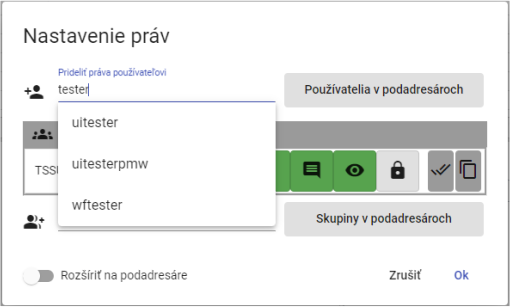 Nastavenie práv
Prideliť práva používateľovi
tester
Používatelia v podadresároch
uitester
uitesterpmw
wftester
Skupiny v podadresároch
Rozšíriť na podadresáre
Zrušiť
Ok